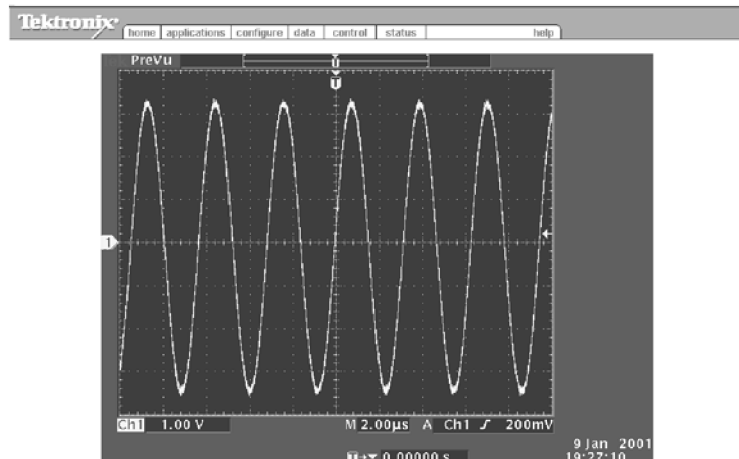 Tektronix
home applications configure data control status help
PreVu
U
T
1
Ch1 1.00 V M 2.00µs A Ch1 200mV
9 Jan 2001
T 0.00000 s 19:27:10